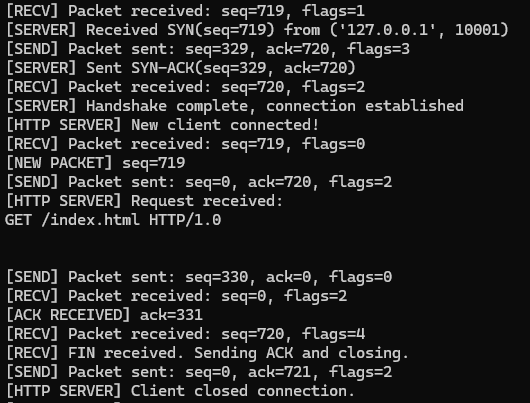 [RECV] Packet received: seq=719, flags=1
[SERVER] Received SYN(seq=719) from ('127.0.0.1', 10001)
[SEND] Packet sent: seq=329, ack=720, flags=3
[SERVER] Sent SYN-ACK(seq=329, ack=720)
[RECV] Packet received: seq=720, flags=2
[SERVER] Handshake complete, connection established
[HTTP SERVER] New client connected!
[RECV] Packet received: seq=719, flags=0
[NEW PACKET] seq=719
[SEND] Packet sent: seq=0, ack=720, flags=2
[HTTP SERVER] Request received:
GET /index.html HTTP/1.0
[SEND] Packet sent: seq=330, ack=0, flags=0
[RECV] Packet received: seq=0, flags=2
[ACK RECEIVED] ack=331
[RECV] Packet received: seq=720, flags=4
[RECV] FIN received. Sending ACK and closing.
[SEND] Packet sent: seq=0, ack=721, flags=2
[HTTP SERVER] Client closed connection.